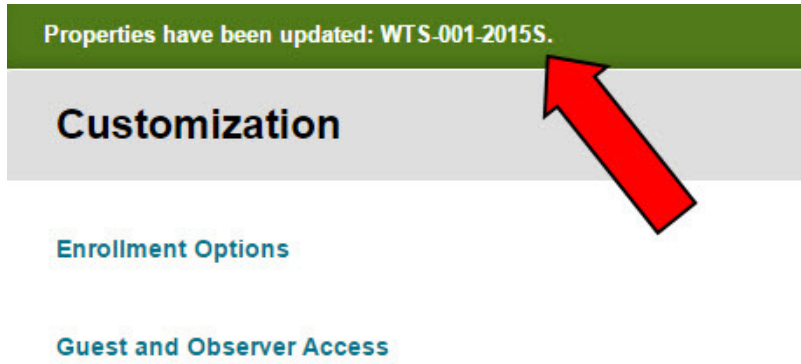 Properties have been updated: WTS-001-2015S.
Customization
Enrollment Options
Guest and Observer Access